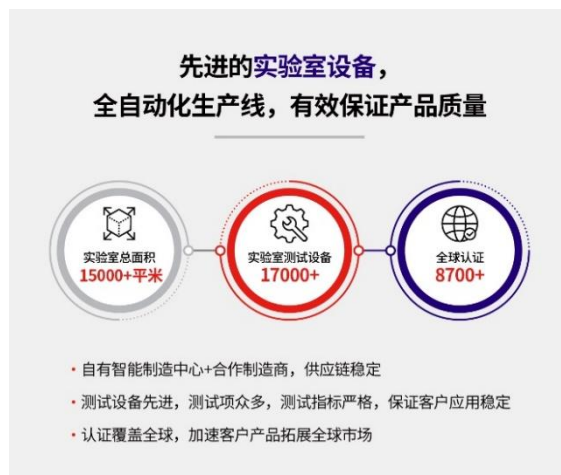 先进的实验室设备，
全自动化生产线，有效保证产品质量
实验室总面积
15000+平米
实验室测试设备
17000+
全球认证
8700+
• 自有智能制造中心+合作制造商，供应链稳定
• 测试设备先进，测试项众多，测试指标严格，保证客户应用稳定
• 认证覆盖全球，加速客户产品拓展全球市场